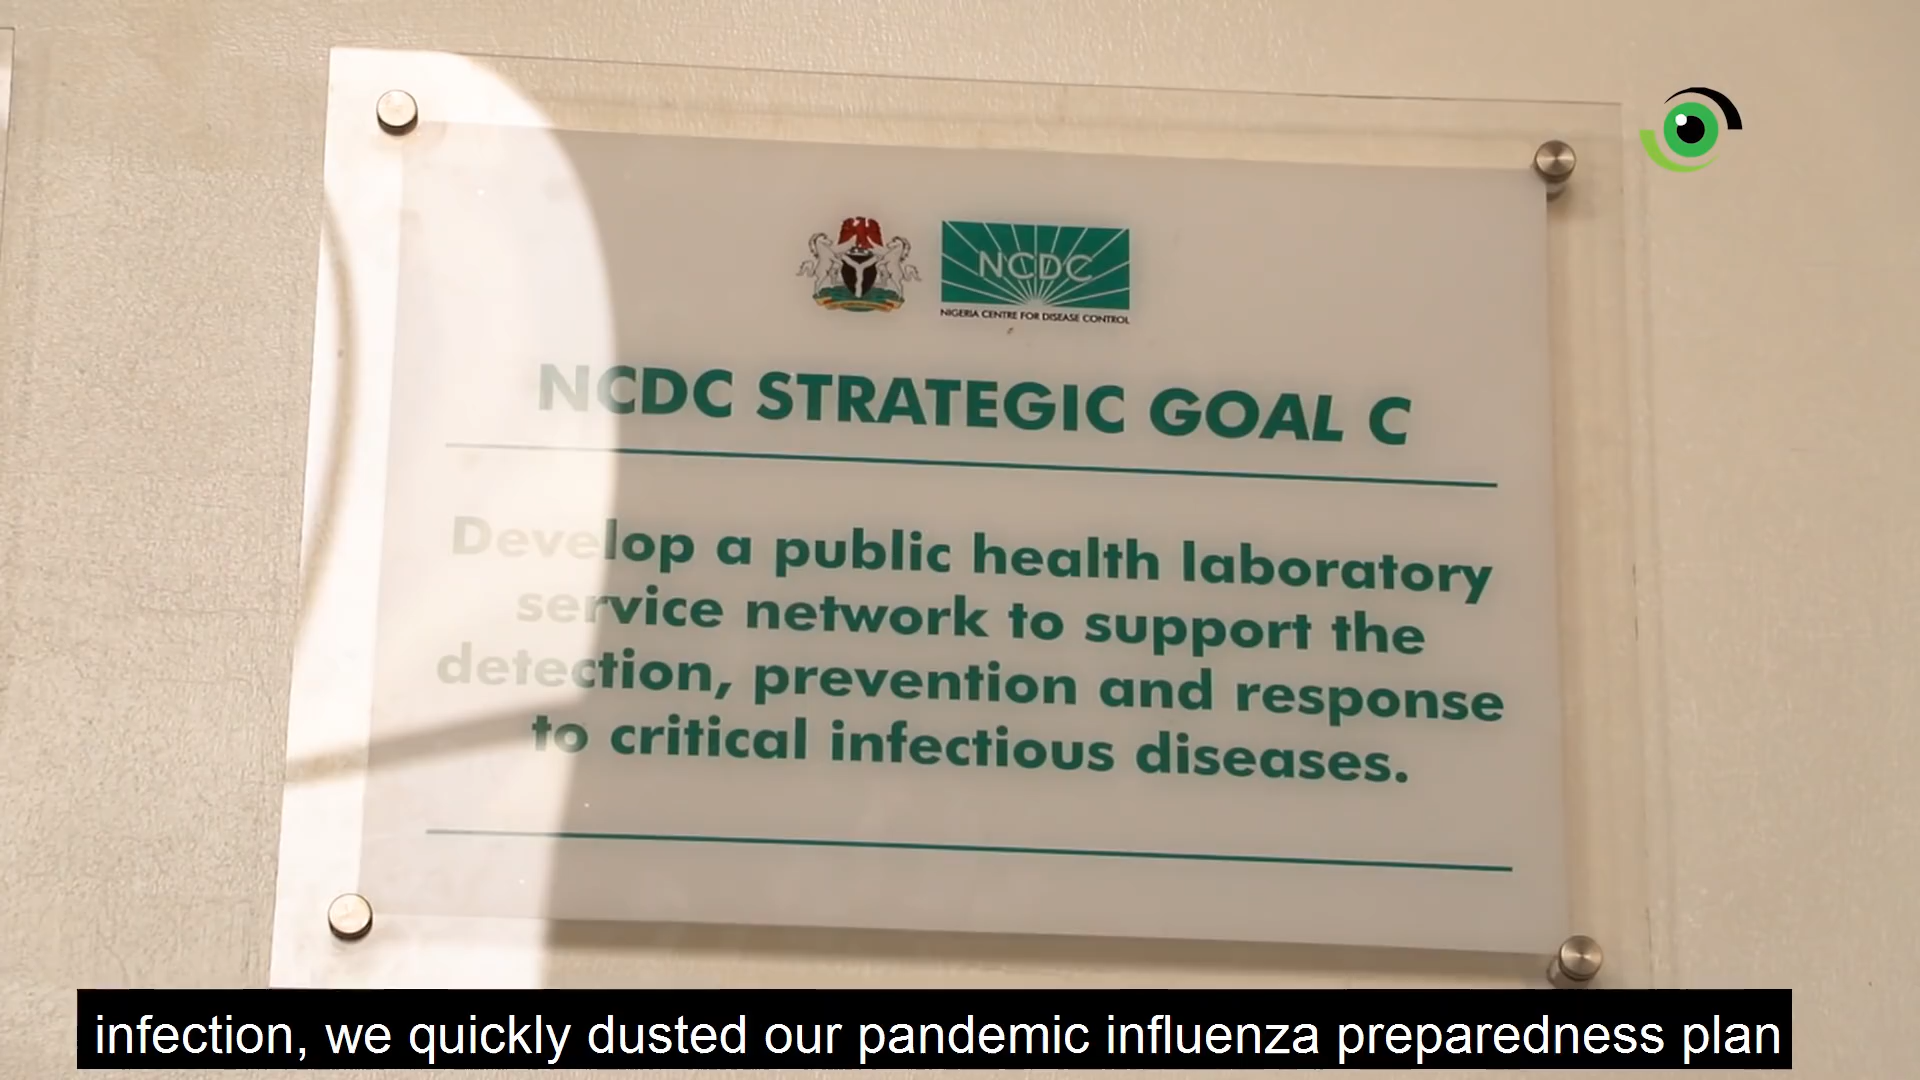 NCDC
NIGERIA CENTRE FOR DISEASE CONTROL
NCDC STRATEGIC GOAL C
Develop a public health laboratory
service network to support the
detection, prevention and response
to critical infectious diseases.
infection, we quickly dusted our pandemic influenza preparedness plan